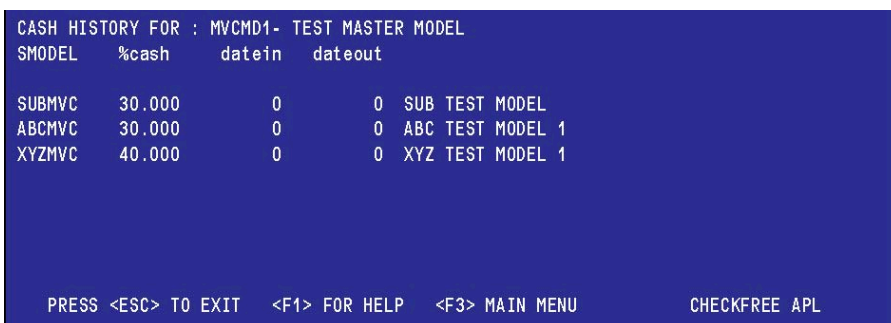 CASH HISTORY FOR : MVCMD1- TEST MASTER MODEL
SMODEL %cash datein dateout
SUBMVC 30.000 0 0 SUB TEST MODEL
ABCMVC 30.000 0 0 ABC TEST MODEL 1
XYZMVC 40.000 0 0 XYZ TEST MODEL 1
PRESS <ESC> TO EXIT <F1> FOR HELP <F3> MAIN MENU CHECKFREE APL